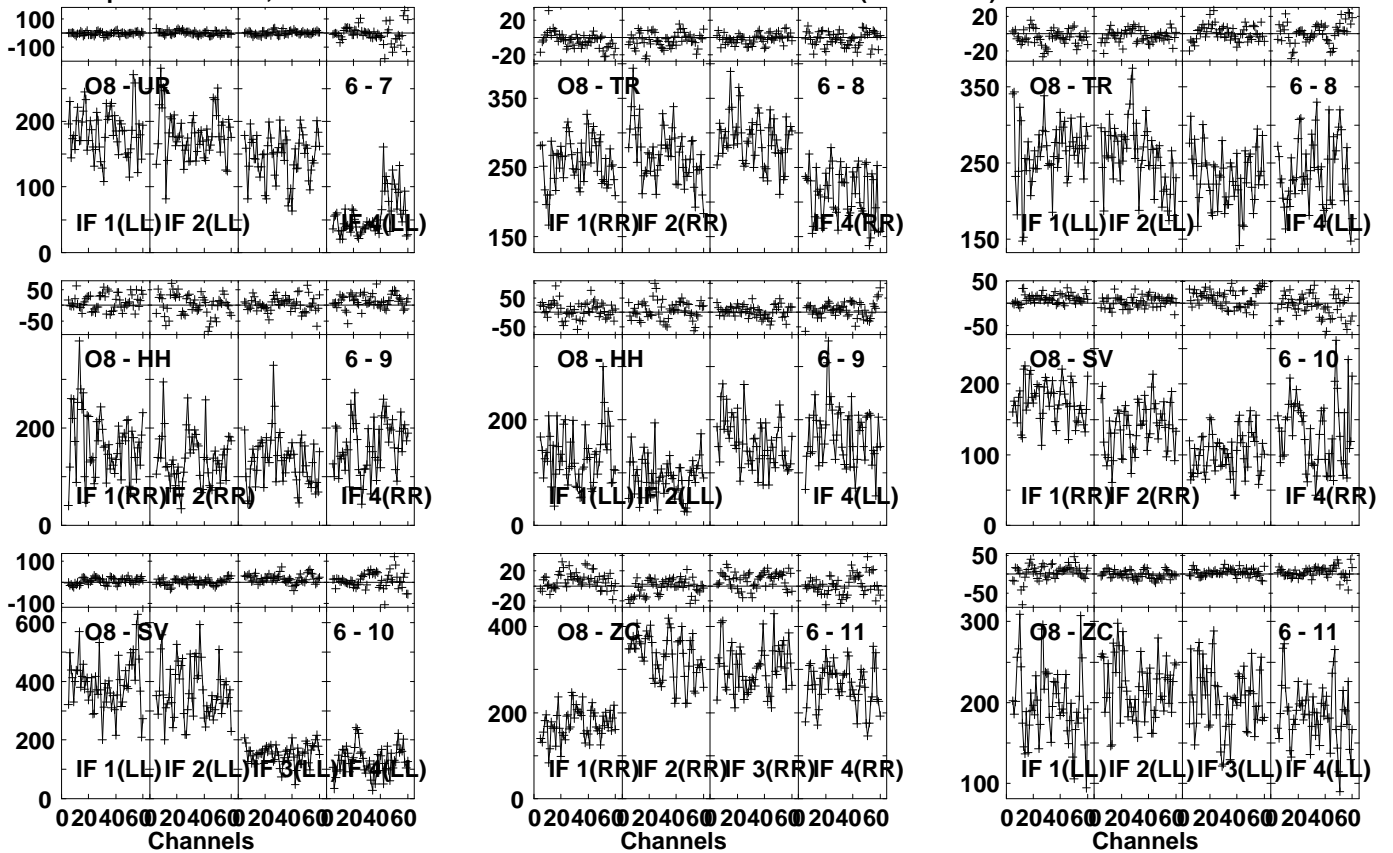 100
-100
O8 - UR 6 - 7
200
100
0
IF 1(LL) IF 2(LL) IF 4(LL)
20
-20
O8 - TR 6 - 8
350
250
150
IF 1(RR) IF 2(RR) IF 4(RR)
20
-20
O8 - TR 6 - 8
350
250
150
IF 1(LL) IF 2(LL) IF 4(LL)
50
-50
O8 - HH 6 - 9
200
0
IF 1(RR) IF 2(RR) IF 4(RR)
50
-50
O8 - HH 6 - 9
200
0
IF 1(LL) IF 2(LL) IF 4(LL)
50
-50
O8 - SV 6 - 10
200
100
0
IF 1(RR) IF 2(RR) IF 4(RR)
100
-100
O8 - SV 6 - 10
600
400
200
0
IF 1(LL) IF 2(LL) IF 3(LL) IF 4(LL)
0 20 40 60 0 20 40 60 0 20 40 60 0 20 40 60
Channels
20
-20
O8 - ZC 6 - 11
400
200
0
IF 1(RR) IF 2(RR) IF 3(RR) IF 4(RR)
0 20 40 60 0 20 40 60 0 20 40 60 0 20 40 60
Channels
50
-50
O8 - ZC 6 - 11
300
200
100
IF 1(LL) IF 2(LL) IF 3(LL) IF 4(LL)
0 20 40 60 0 20 40 60 0 20 40 60 0 20 40 60
Channels